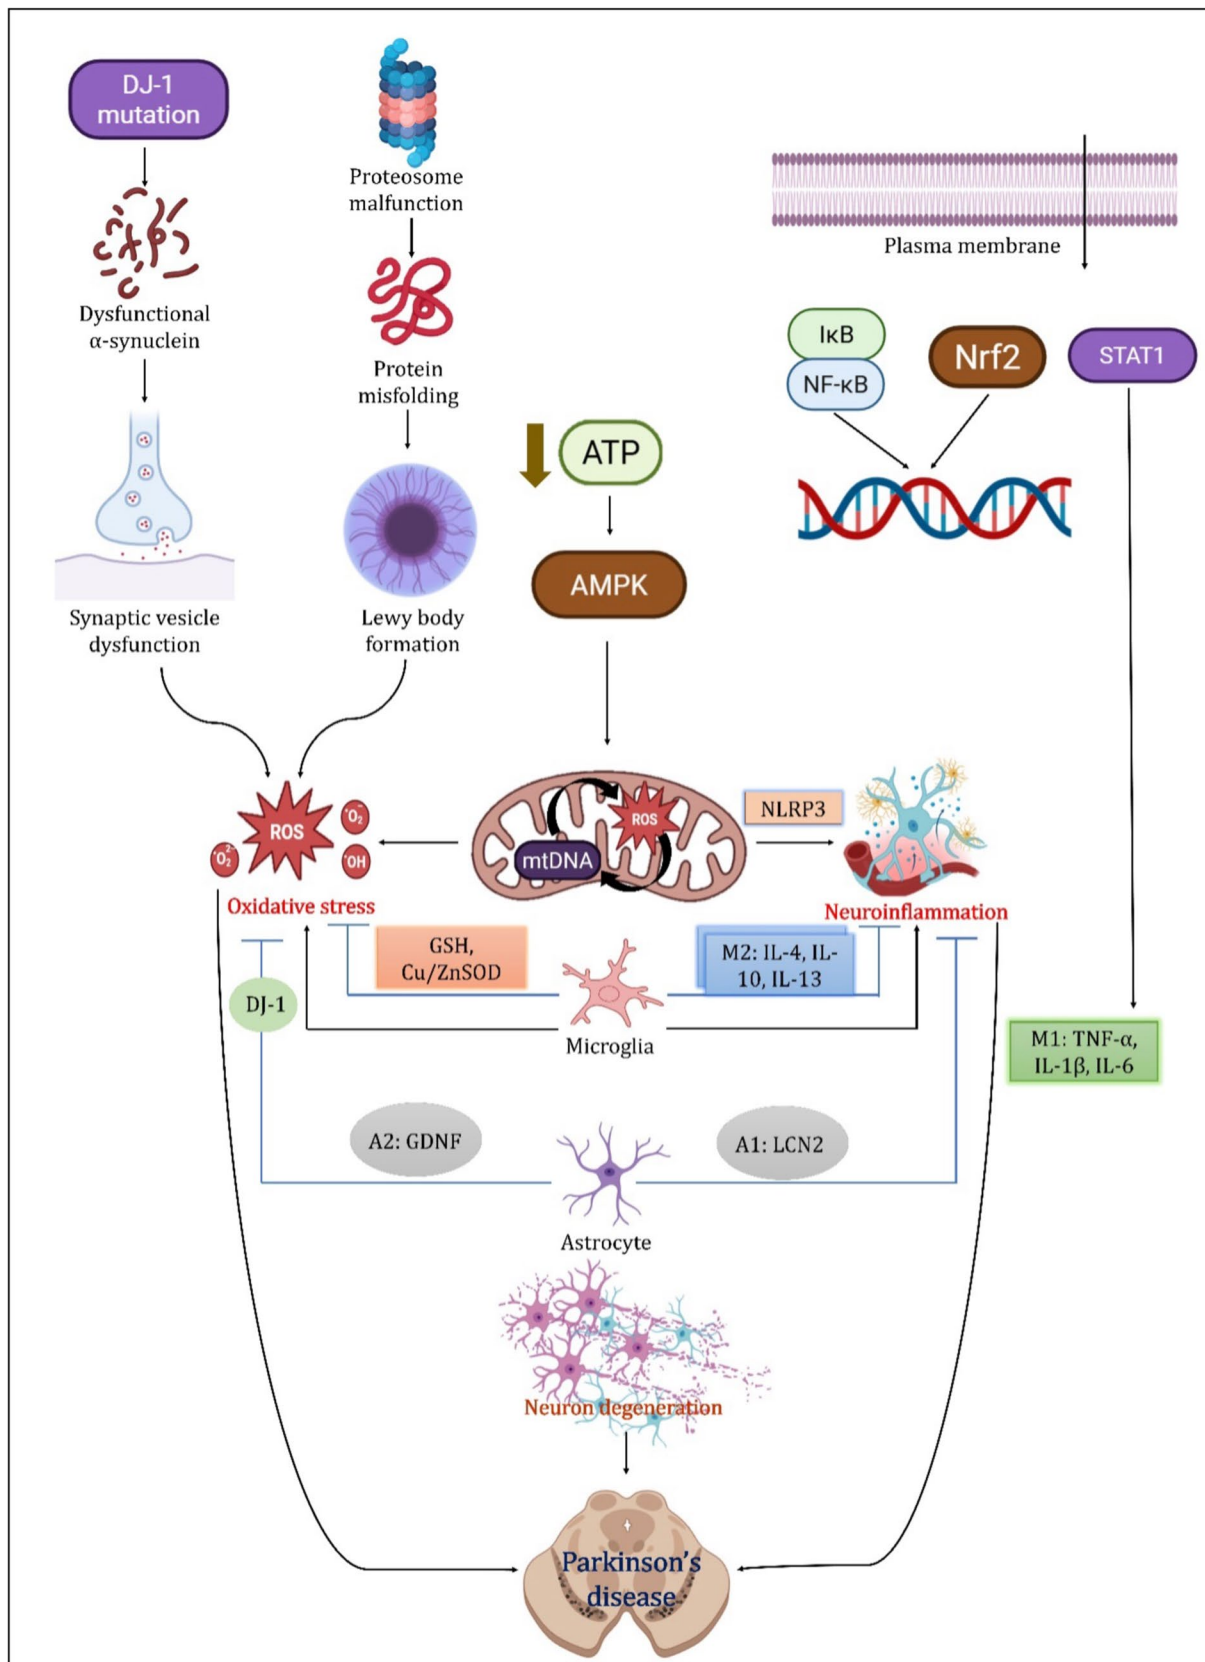 DJ-1
mutation
Dysfunctional
α-synuclein
Synaptic vesicle
dysfunction
Proteosome
malfunction
Protein
misfolding
Lewy body
formation
ATP
AMPK
Plasma membrane
IκB
NF-κB
Nrf2
STAT1
ROS
•O₂
•O₂²⁻
•OH
Oxidative stress
mtDNA
ROS
NLRP3
Neuroinflammation
GSH,
Cu/ZnSOD
M2: IL-4, IL-
10, IL-13
DJ-1
Microglia
M1: TNF-α,
IL-1β, IL-6
A2: GDNF
A1: LCN2
Astrocyte
Neuron degeneration
Parkinson's
disease